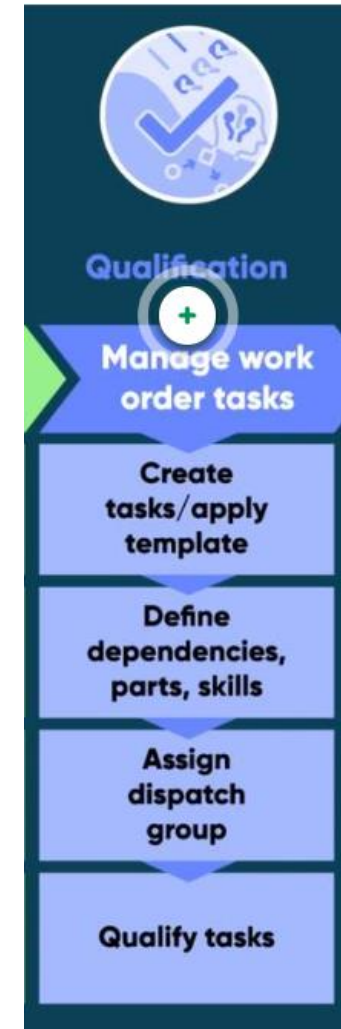 Qualification
+
Manage work
order tasks
Create
tasks/apply
template
Define
dependencies,
parts, skills
Assign
dispatch
group
Qualify tasks